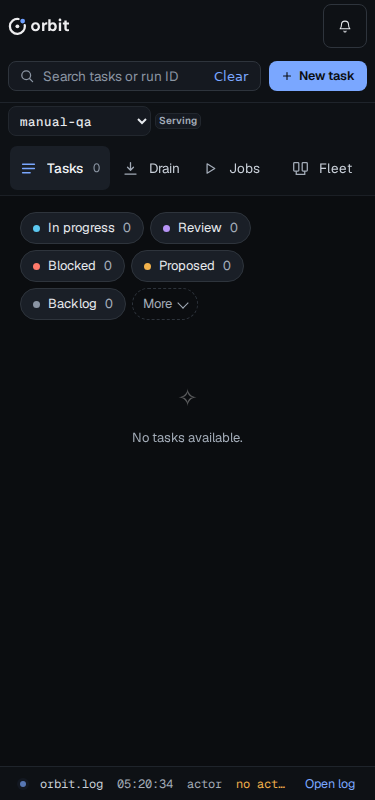 orbit
Search tasks or run ID Clear + New task
manual-qa Serving
Tasks 0 Drain Jobs Fleet
In progress 0 Review 0
Blocked 0 Proposed 0
Backlog 0 More
No tasks available.
orbit.log 05:20:34 actor no act… Open log